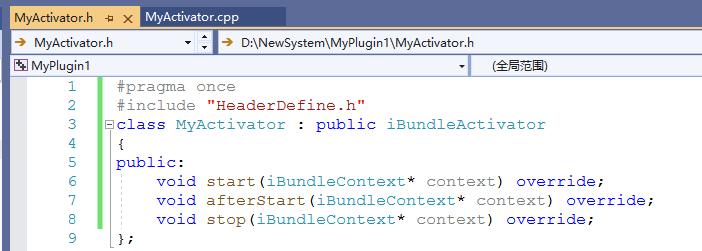 MyActivator.h MyActivator.cpp
MyActivator.h D:\NewSystem\MyPlugin1\MyActivator.h
MyPlugin1 (全局范围)
1 #pragma once
2 #include "HeaderDefine.h"
3 class MyActivator : public iBundleActivator
4 {
5 public:
6 void start(iBundleContext* context) override;
7 void afterStart(iBundleContext* context) override;
8 void stop(iBundleContext* context) override;
9 };